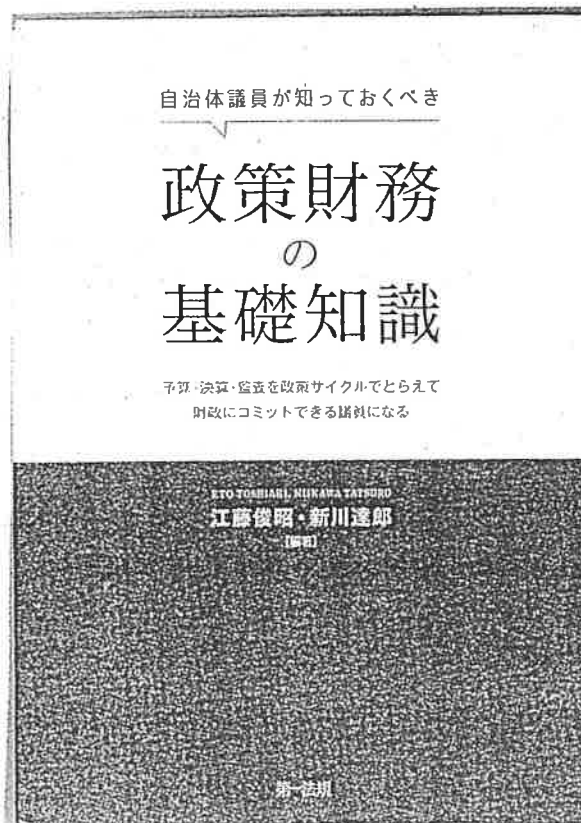 自治体議員が知っておくべき
政策財務
の
基礎知識
予算・決算・監査を政策サイクルでとらえて
財政にコミットできる議員になる
ETO TOSHIAKI, NIIKAWA TATSURO
江藤俊昭・新川達郎
[編著]
第一法規